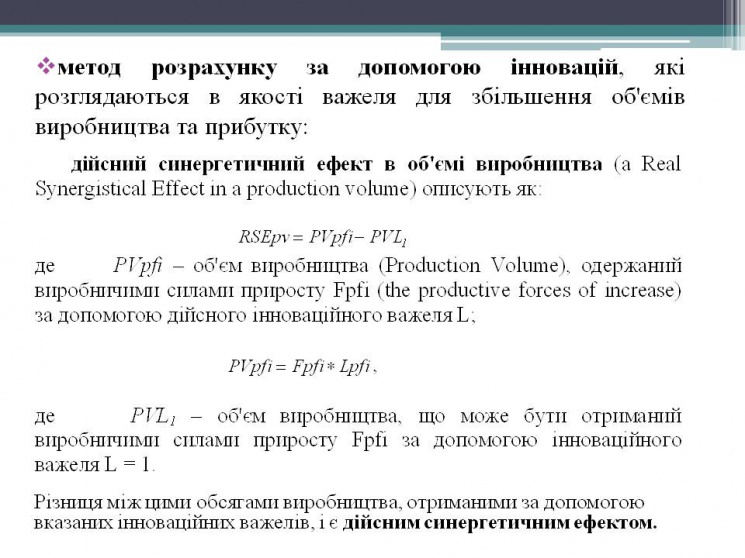 ❖метод розрахунку за допомогою інновацій, які
розглядаються в якості важеля для збільшення об'ємів
виробництва та прибутку:
дійсний синергетичний ефект в об'ємі виробництва (a Real
Synergistical Effect in a production volume) описують як:
RSEpv = PVpfi – PVL₁
де PVpfi – об'єм виробництва (Production Volume), одержаний
виробничими силами приросту Fpfi (the productive forces of increase)
за допомогою дійсного інноваційного важеля L;
PVpfi = Fpfi * Lpfi,
де PVL₁ – об'єм виробництва, що може бути отриманий
виробничими силами приросту Fpfi за допомогою інноваційного
важеля L = 1.
Різниця між цими обсягами виробництва, отриманими за допомогою
вказаних інноваційних важелів, і є дійсним синергетичним ефектом.